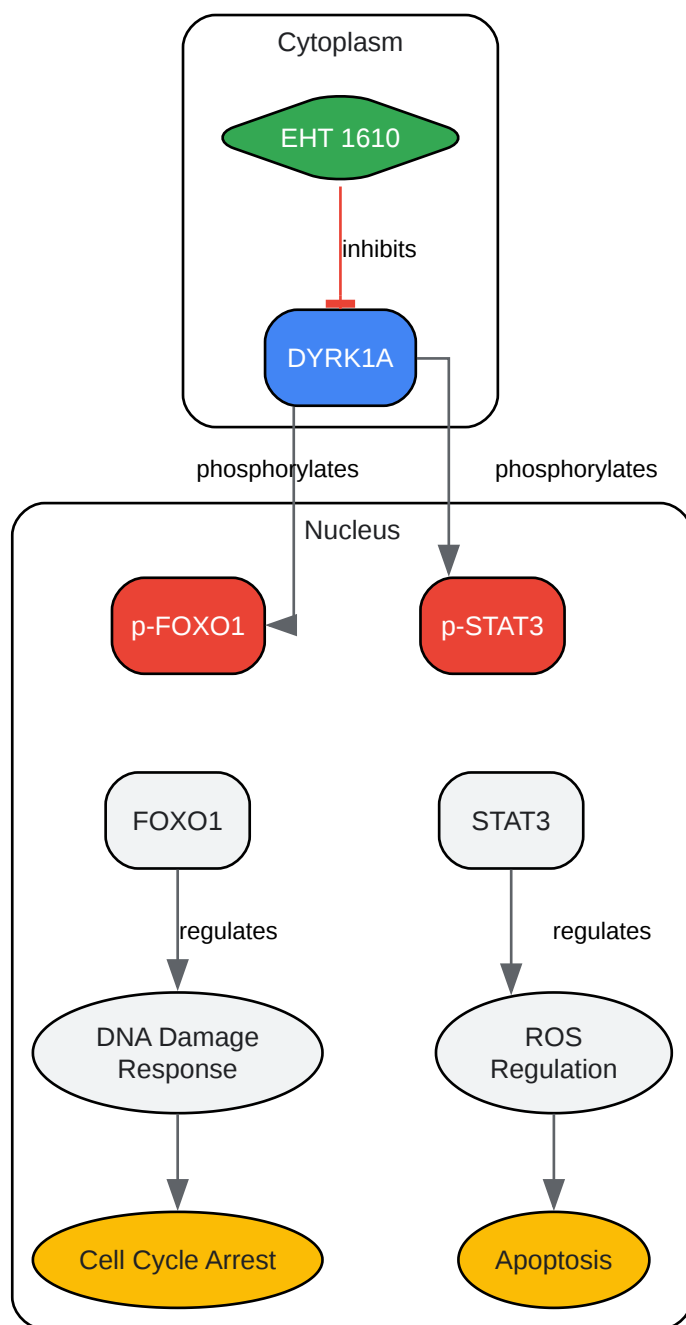 Cytoplasm
EHT 1610
inhibits
DYRK1A
phosphorylates phosphorylates
Nucleus
p-FOXO1 p-STAT3
FOXO1 STAT3
regulates regulates
DNA Damage
Response
ROS
Regulation
Cell Cycle Arrest Apoptosis